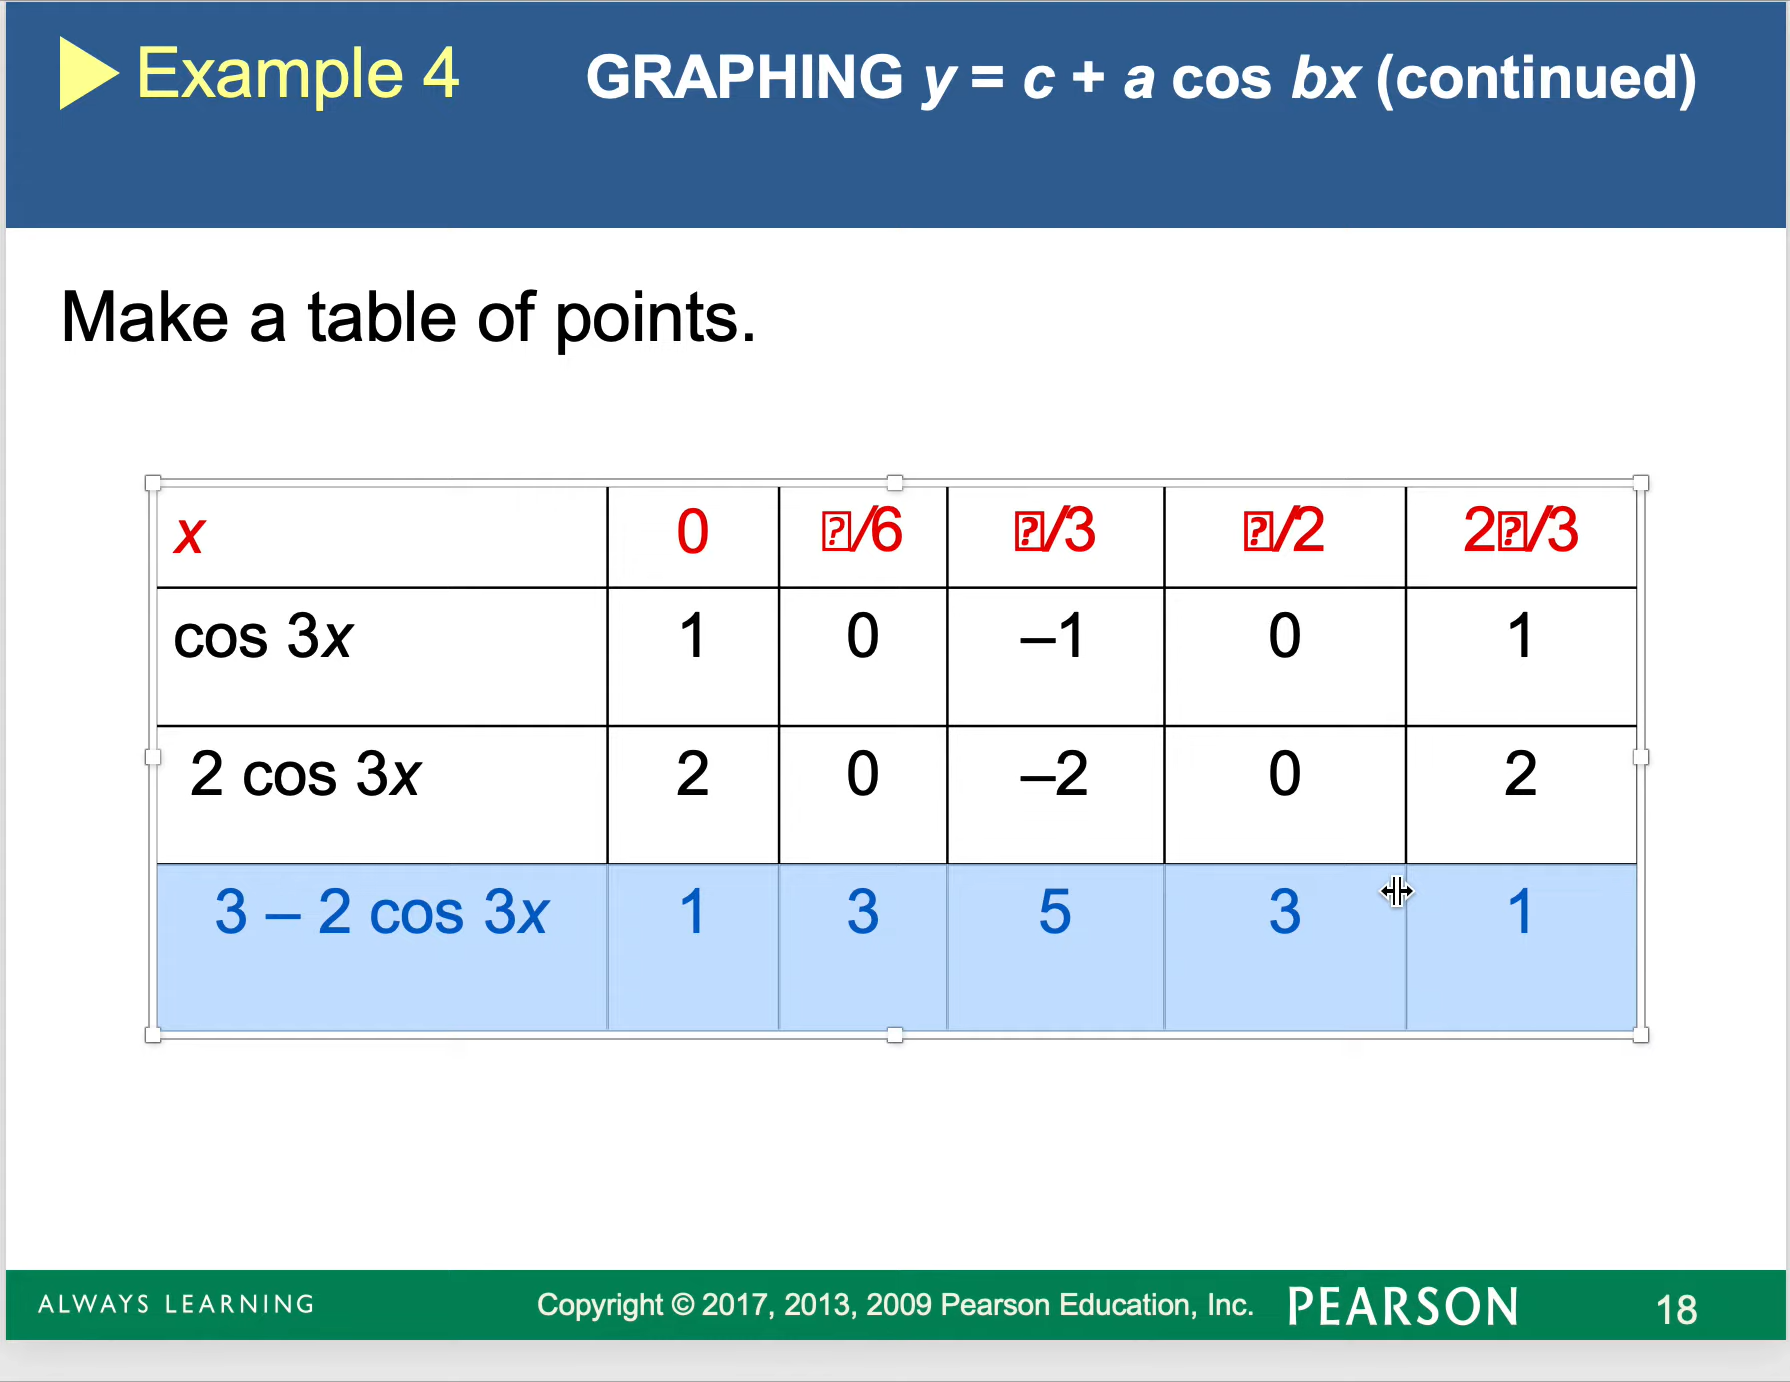 Example 4 GRAPHING y = c + a cos bx (continued)
Make a table of points.
x 0 �/6 �/3 �/2 2�/3
cos 3x 1 0 –1 0 1
2 cos 3x 2 0 –2 0 2
3 – 2 cos 3x 1 3 5 3 1
ALWAYS LEARNING Copyright © 2017, 2013, 2009 Pearson Education, Inc. PEARSON 18